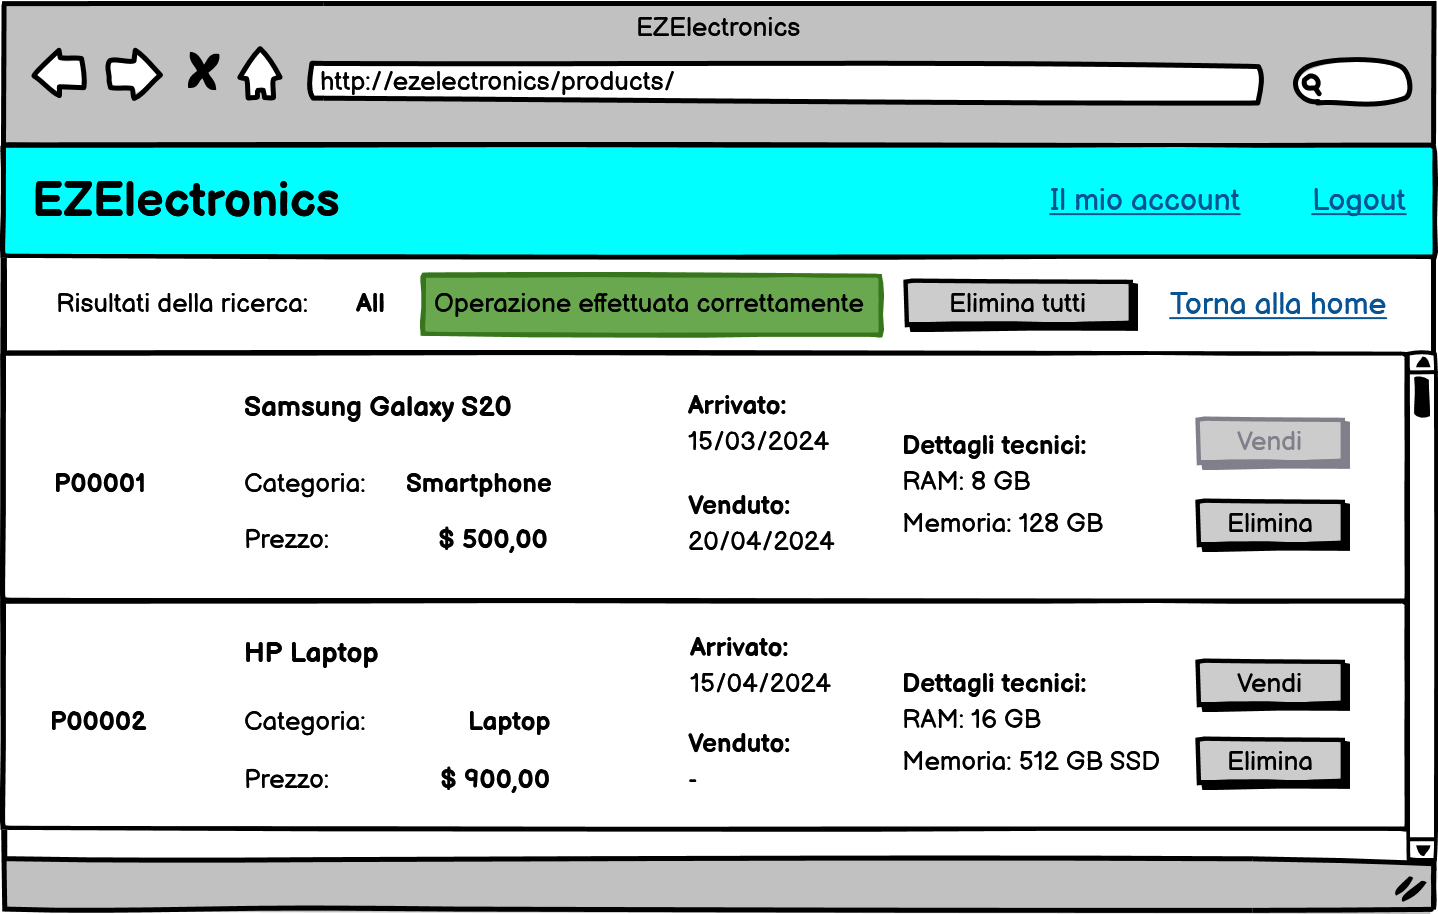 EZElectronics
http://ezelectronics/products/
EZElectronics
Il mio account
Logout
Risultati della ricerca: All
Operazione effettuata correttamente
Elimina tutti
Torna alla home
P00001
Samsung Galaxy S20
Categoria: Smartphone
Prezzo: $ 500,00
Arrivato:
15/03/2024
Venduto:
20/04/2024
Dettagli tecnici:
RAM: 8 GB
Memoria: 128 GB
Vendi
Elimina
P00002
HP Laptop
Categoria: Laptop
Prezzo: $ 900,00
Arrivato:
15/04/2024
Venduto:
-
Dettagli tecnici:
RAM: 16 GB
Memoria: 512 GB SSD
Vendi
Elimina